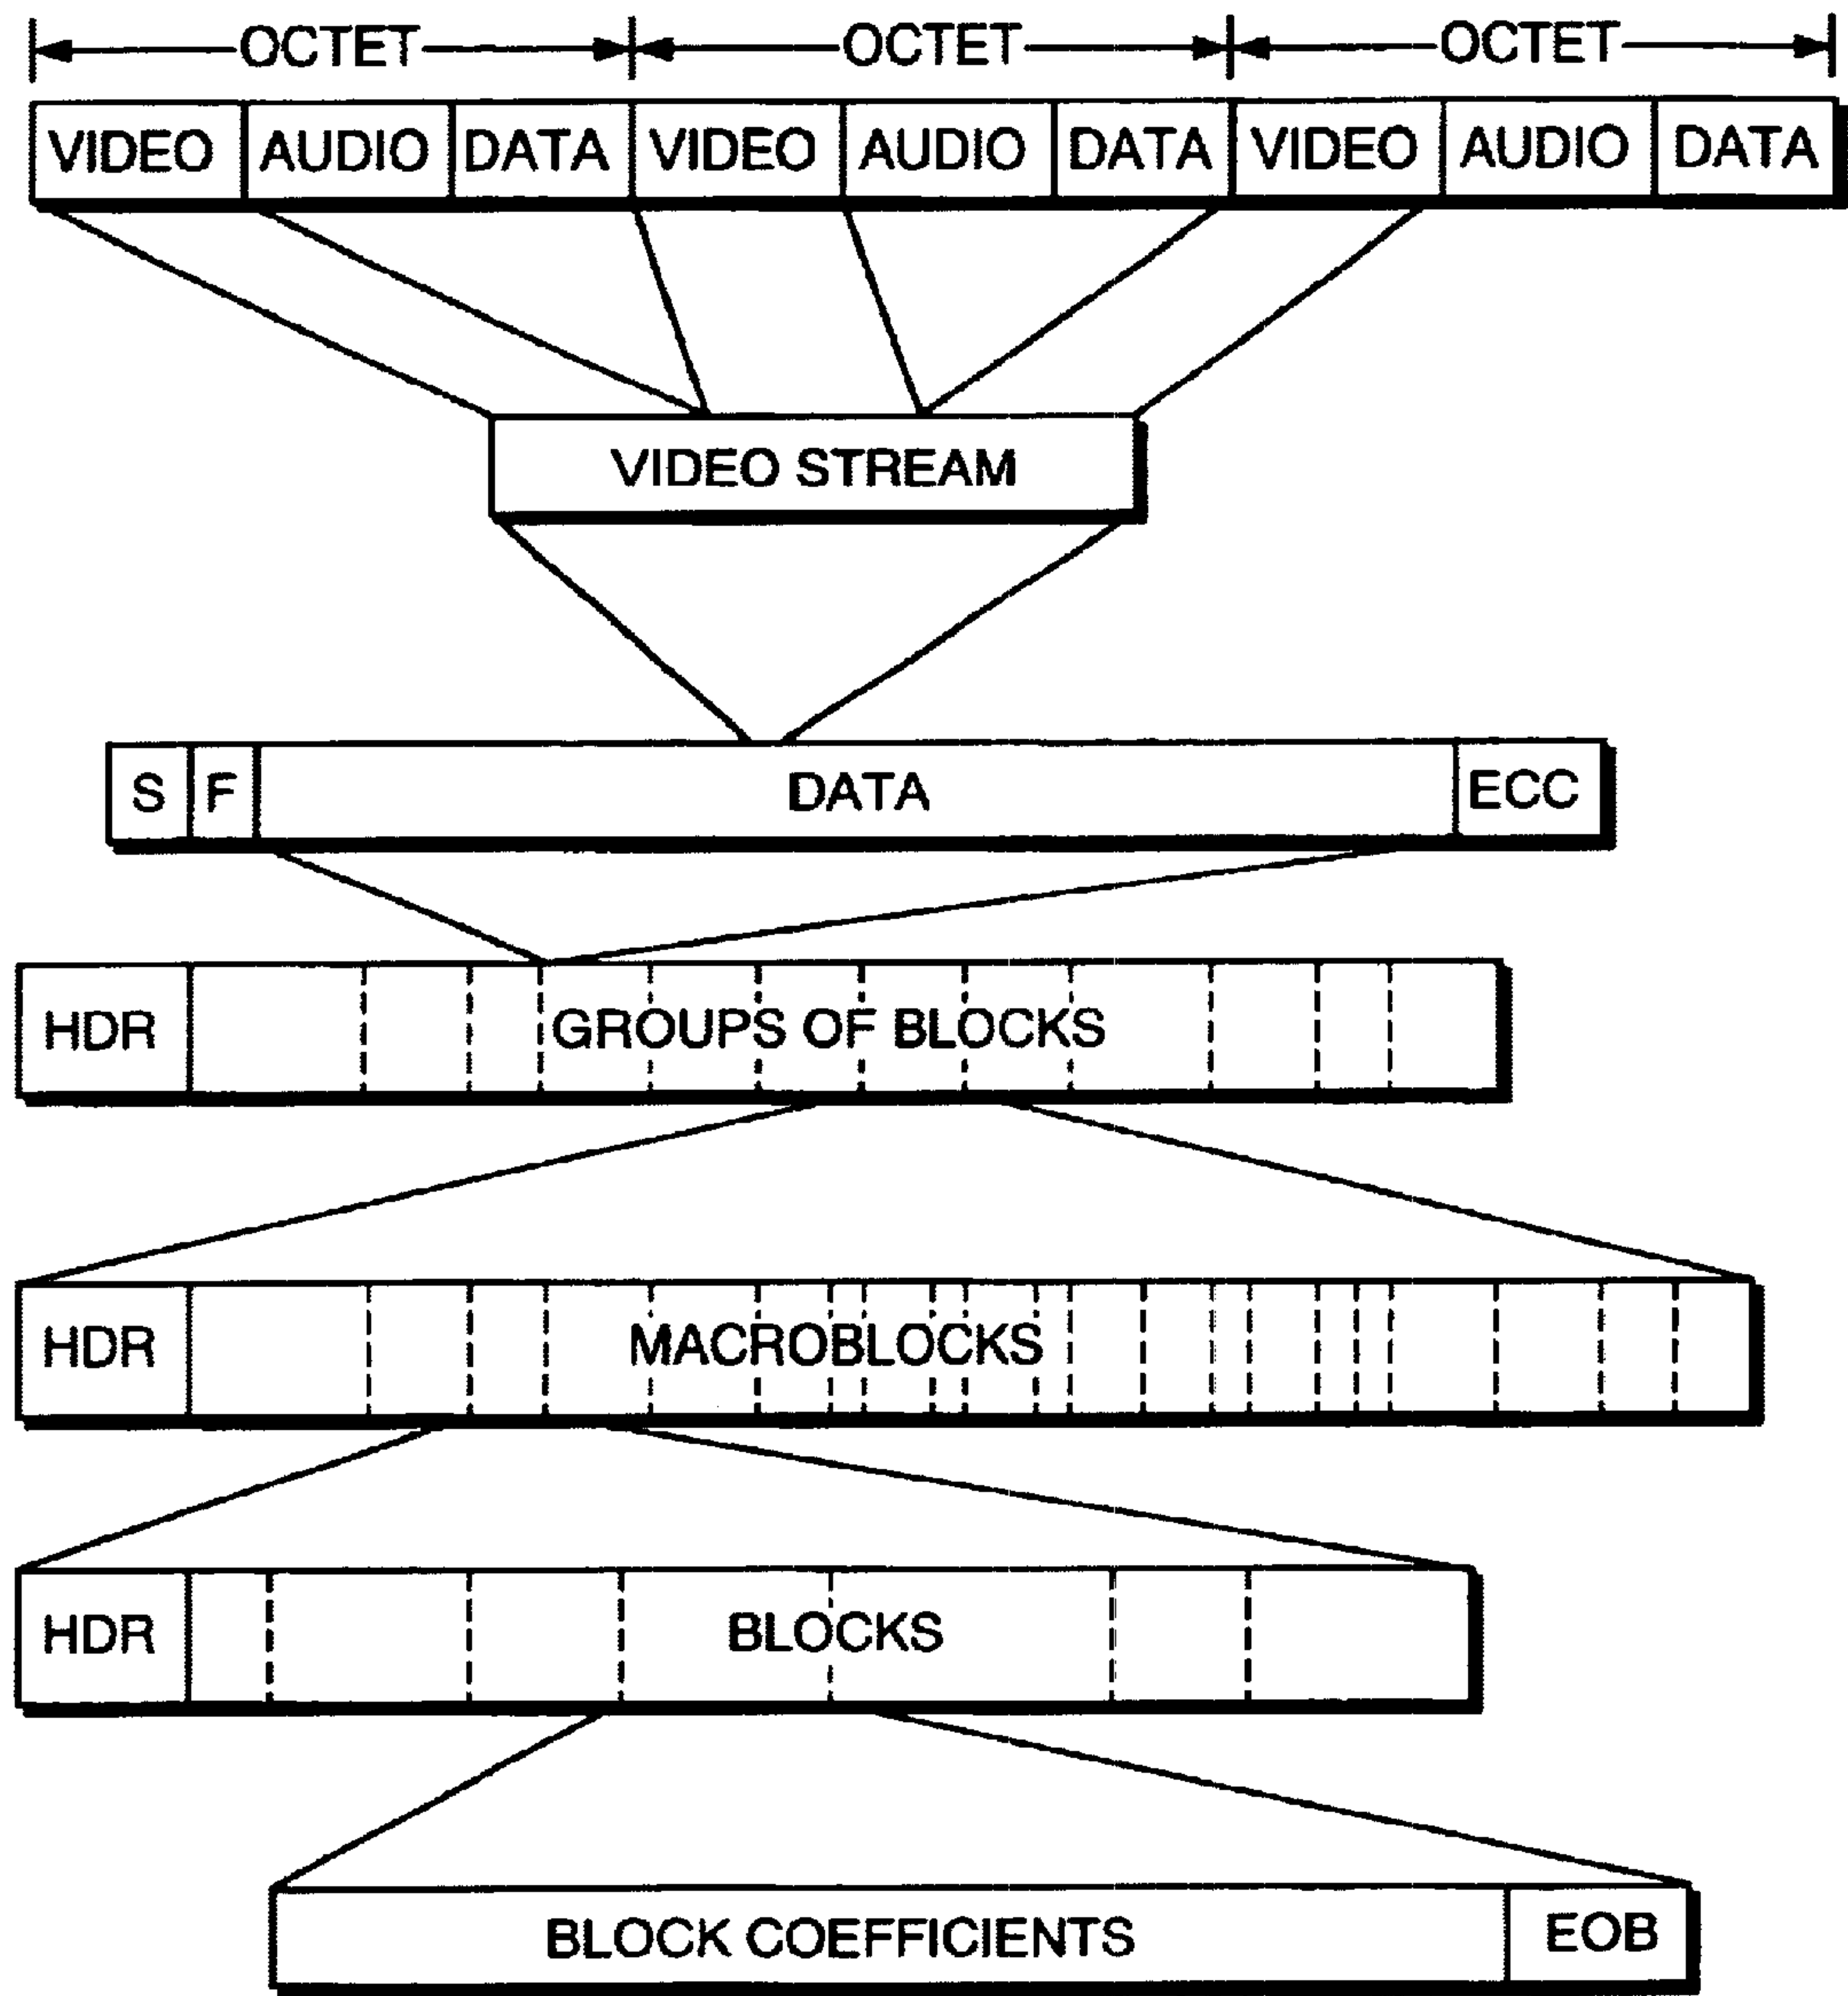 OCTET OCTET OCTET
VIDEO AUDIO DATA VIDEO AUDIO DATA VIDEO AUDIO DATA
VIDEO STREAM
S F DATA ECC
HDR GROUPS OF BLOCKS
HDR MACROBLOCKS
HDR BLOCKS
BLOCK COEFFICIENTS EOB